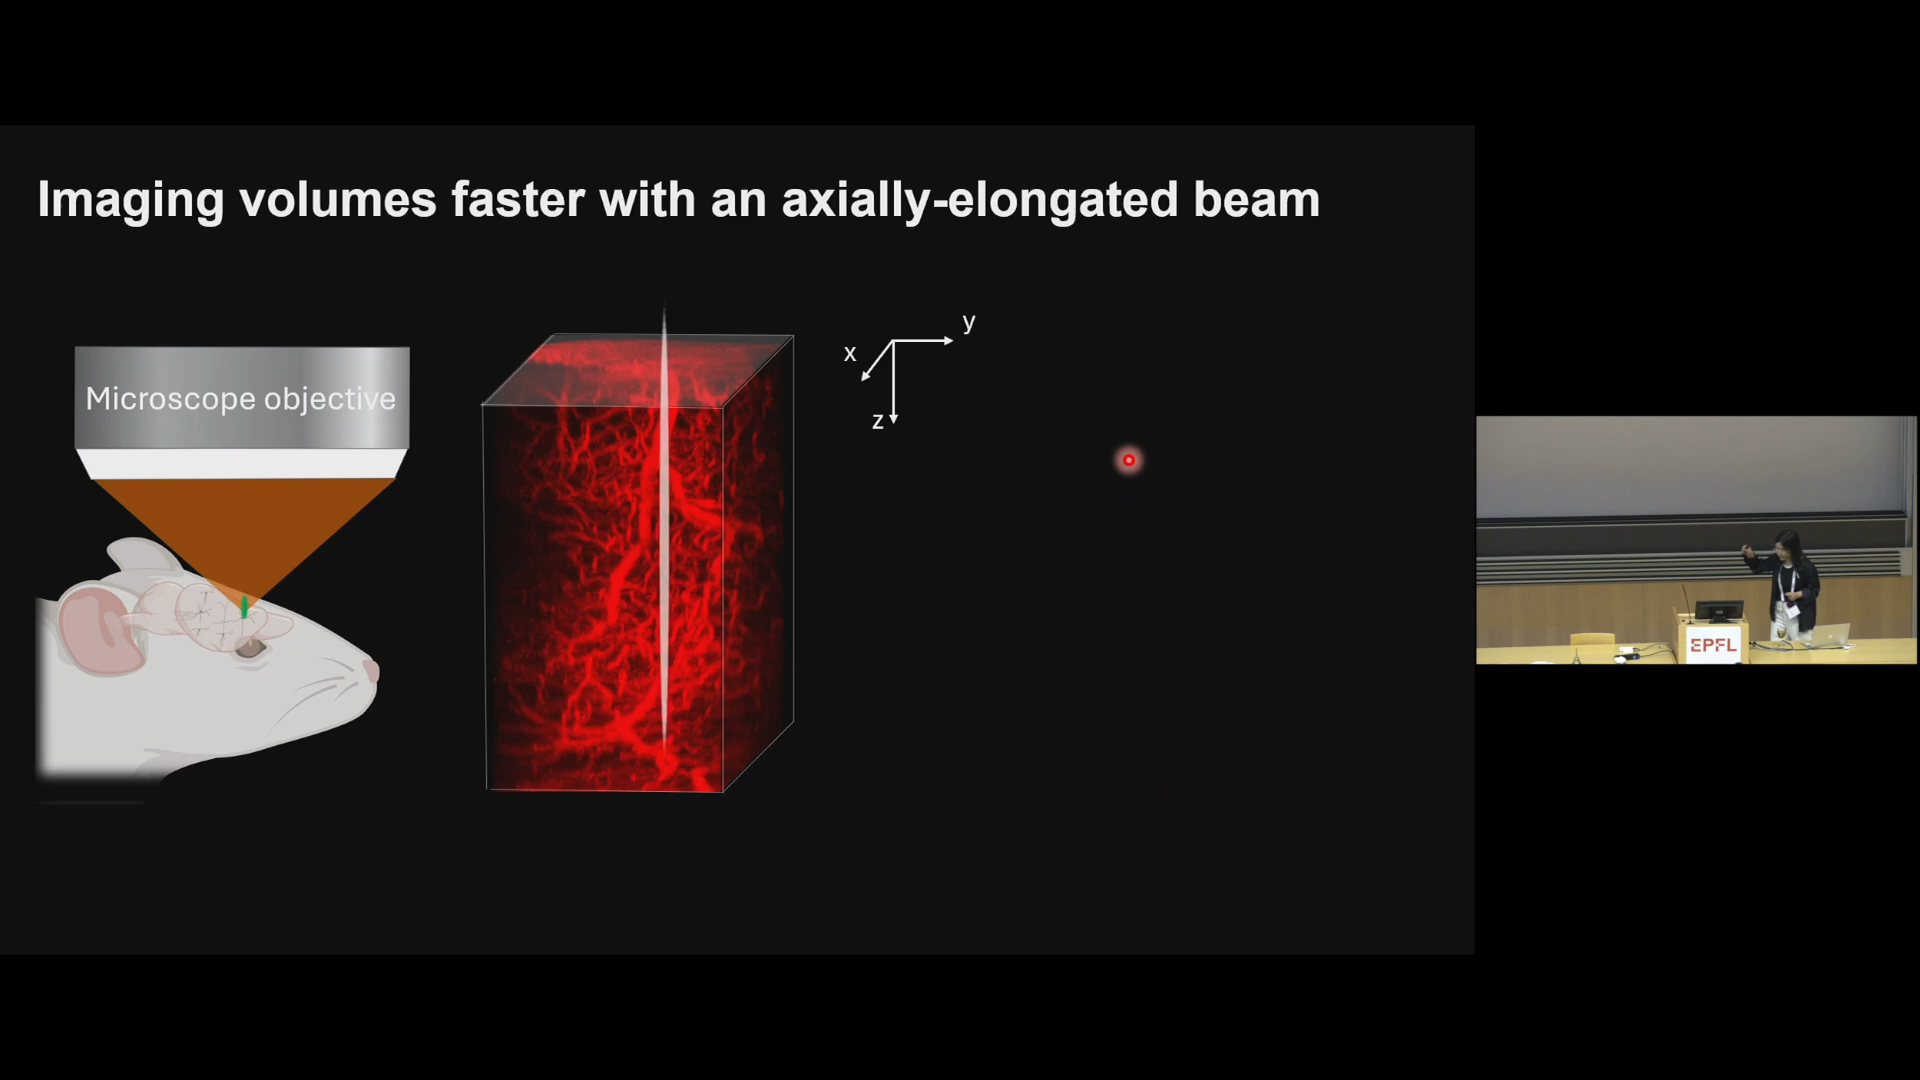 Imaging volumes faster with an axially-elongated beam
Microscope objective
y
x
z
EPFL